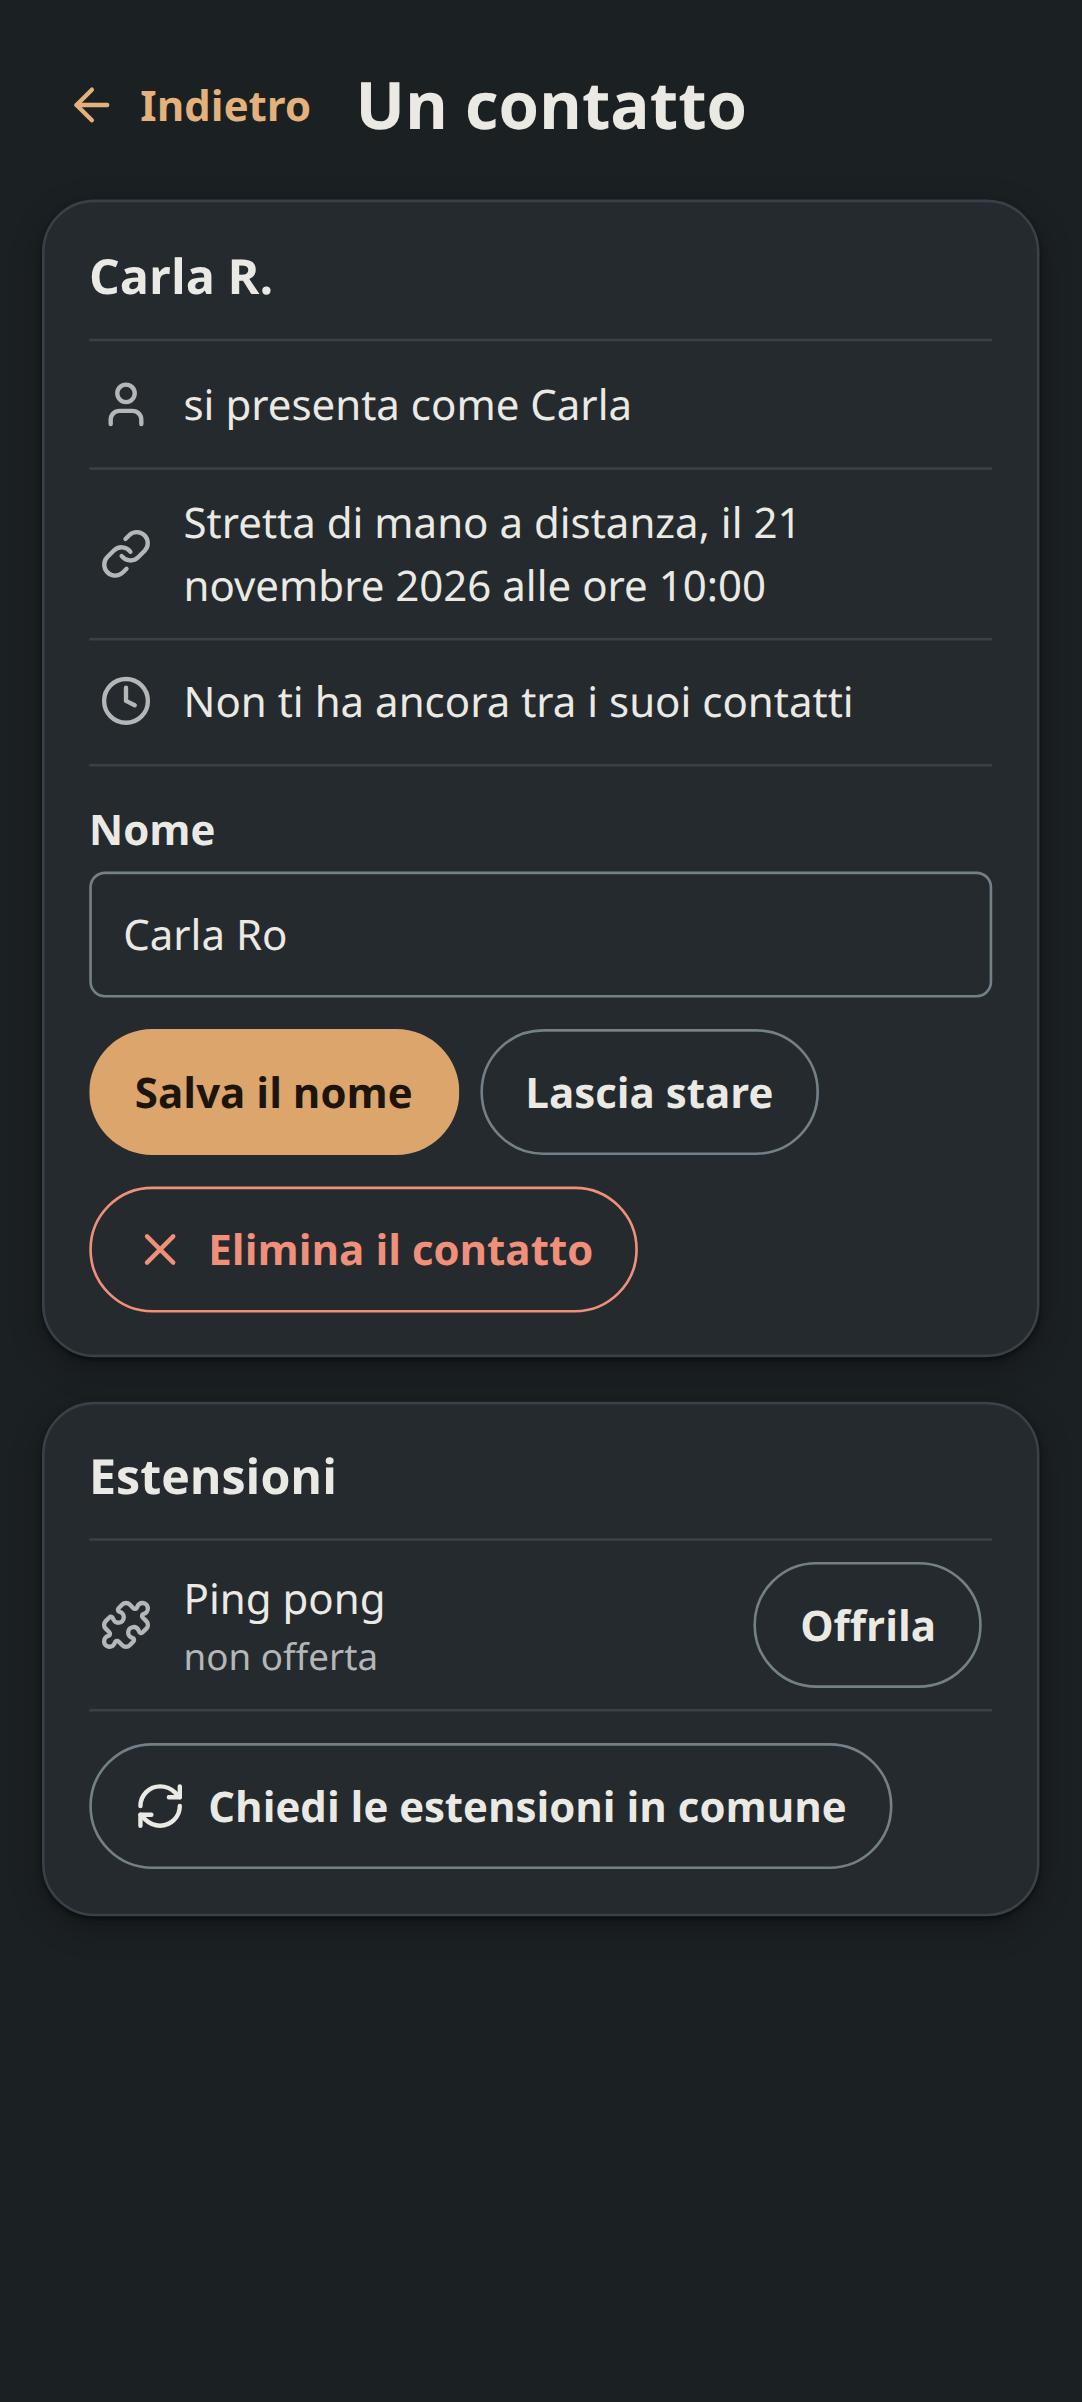 Indietro
Un contatto
Carla R.
si presenta come Carla
Stretta di mano a distanza, il 21
novembre 2026 alle ore 10:00
Non ti ha ancora tra i suoi contatti
Nome
Carla Ro
Salva il nome
Lascia stare
Elimina il contatto
Estensioni
Ping pong
non offerta
Offrila
Chiedi le estensioni in comune